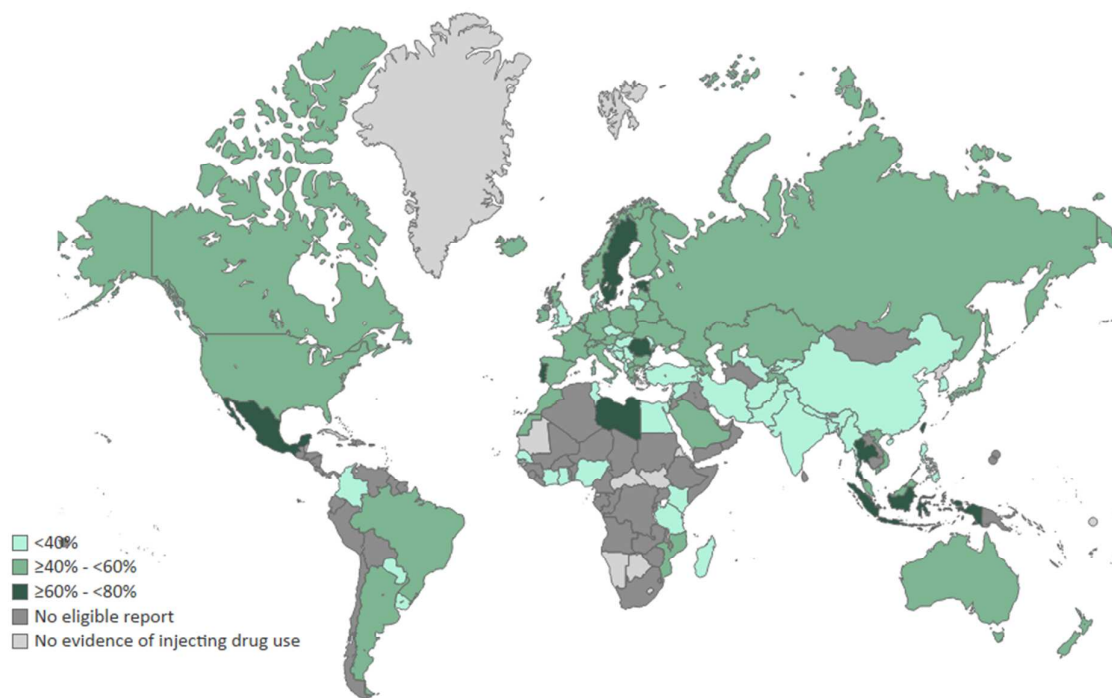 <40%
≥40% - <60%
≥60% - <80%
No eligible report
No evidence of injecting drug use